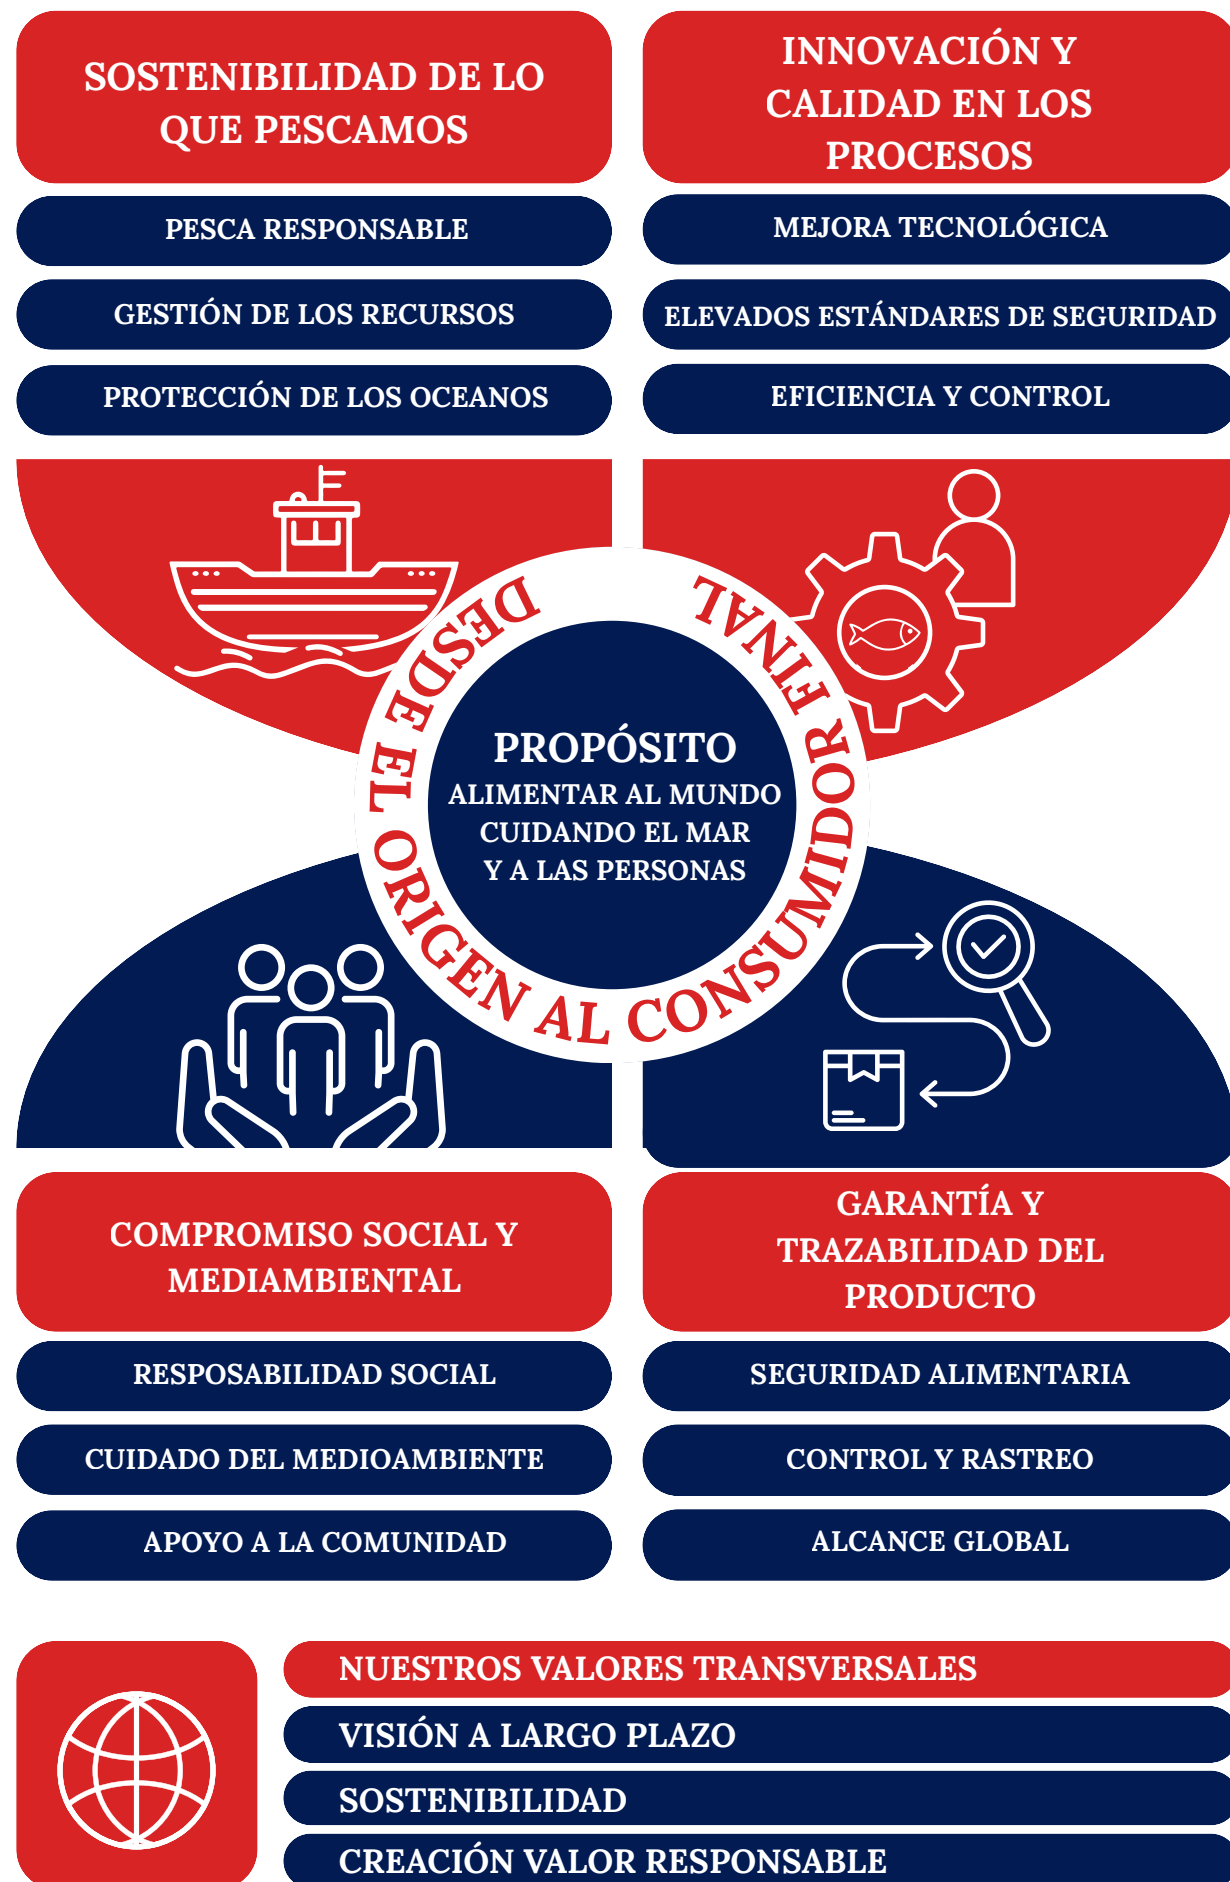 SOSTENIBILIDAD DE LO
QUE PESCAMOS
PESCA RESPONSABLE
GESTIÓN DE LOS RECURSOS
PROTECCIÓN DE LOS OCEANOS
INNOVACIÓN Y
CALIDAD EN LOS
PROCESOS
MEJORA TECNOLÓGICA
ELEVADOS ESTÁNDARES DE SEGURIDAD
EFICIENCIA Y CONTROL
DESDE EL ORIGEN AL CONSUMIDOR FINAL
PROPÓSITO
ALIMENTAR AL MUNDO
CUIDANDO EL MAR
Y A LAS PERSONAS
COMPROMISO SOCIAL Y
MEDIAMBIENTAL
RESPOSABILIDAD SOCIAL
CUIDADO DEL MEDIOAMBIENTE
APOYO A LA COMUNIDAD
GARANTÍA Y
TRAZABILIDAD DEL
PRODUCTO
SEGURIDAD ALIMENTARIA
CONTROL Y RASTREO
ALCANCE GLOBAL
NUESTROS VALORES TRANSVERSALES
VISIÓN A LARGO PLAZO
SOSTENIBILIDAD
CREACIÓN VALOR RESPONSABLE